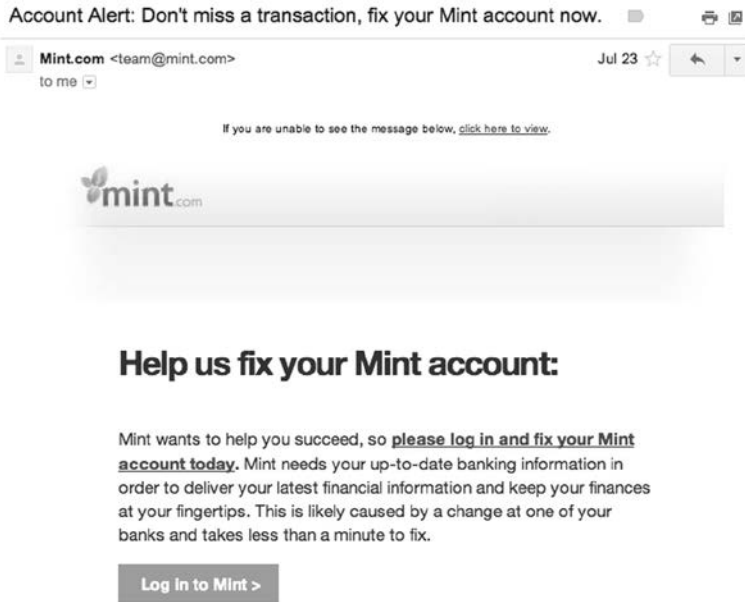 Account Alert: Don't miss a transaction, fix your Mint account now.
Mint.com <team@mint.com>
Jul 23
to me
If you are unable to see the message below, click here to view.
mint.com
Help us fix your Mint account:
Mint wants to help you succeed, so please log in and fix your Mint
account today. Mint needs your up-to-date banking information in
order to deliver your latest financial information and keep your finances
at your fingertips. This is likely caused by a change at one of your
banks and takes less than a minute to fix.
Log in to Mint >